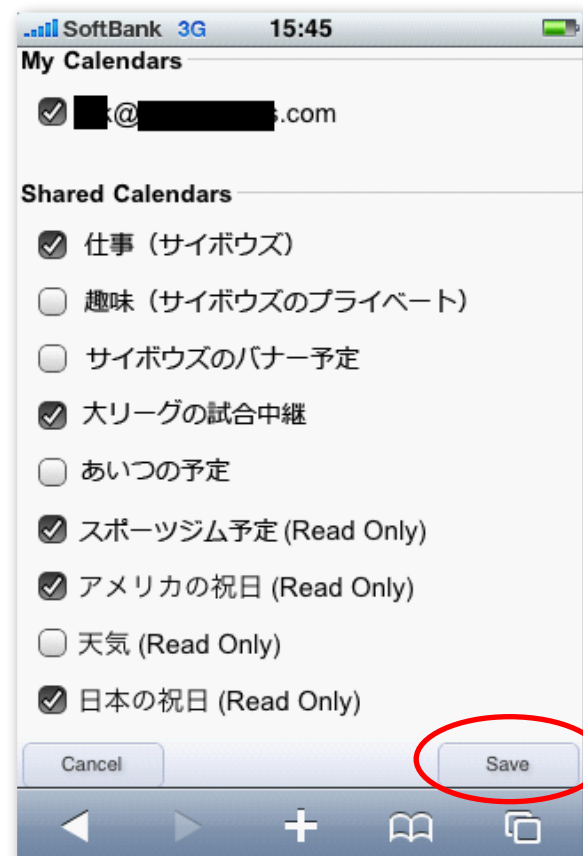 SoftBank 3G 15:45
My Calendars
@ .com
Shared Calendars
仕事（サイボウズ）
趣味（サイボウズのプライベート）
サイボウズのバナー予定
大リーグの試合中継
あいつの予定
スポーツジム予定 (Read Only)
アメリカの祝日 (Read Only)
天気 (Read Only)
日本の祝日 (Read Only)
Cancel Save